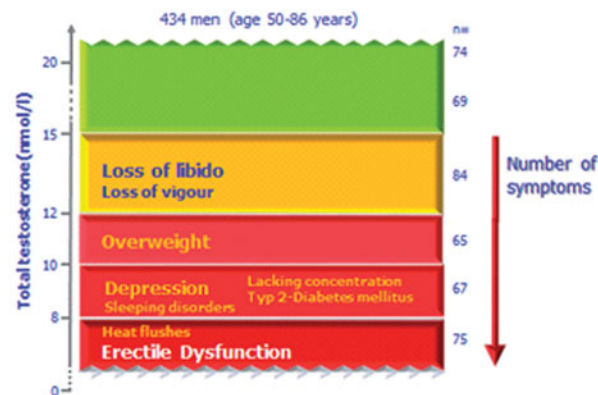 434 men (age 50-86 years)
n=
Total testosterone (nmol/l)
20
15
12
10
8
0
74
69
84
65
67
75
Loss of libido
Loss of vigour
Overweight
Depression
Sleeping disorders
Lacking concentration
Typ 2-Diabetes mellitus
Heat flushes
Erectile Dysfunction
Number of
symptoms